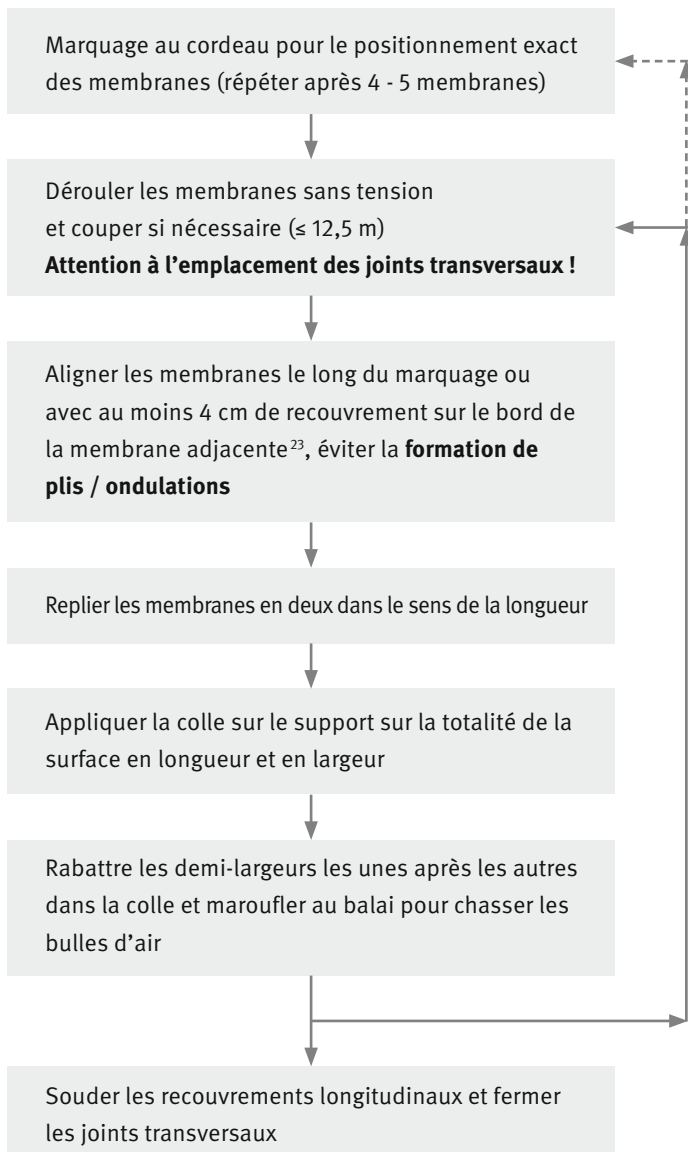 Marquage au cordeau pour le positionnement exact
des membranes (répéter après 4 - 5 membranes)
Dérouler les membranes sans tension
et couper si nécessaire (≤ 12,5 m)
Attention à l’emplacement des joints transversaux !
Aligner les membranes le long du marquage ou
avec au moins 4 cm de recouvrement sur le bord de
la membrane adjacente²³, éviter la formation de
plis / ondulations
Replier les membranes en deux dans le sens de la longueur
Appliquer la colle sur le support sur la totalité de la
surface en longueur et en largeur
Rabattre les demi-largeurs les unes après les autres
dans la colle et maroufler au balai pour chasser les
bulles d’air
Souder les recouvrements longitudinaux et fermer
les joints transversaux